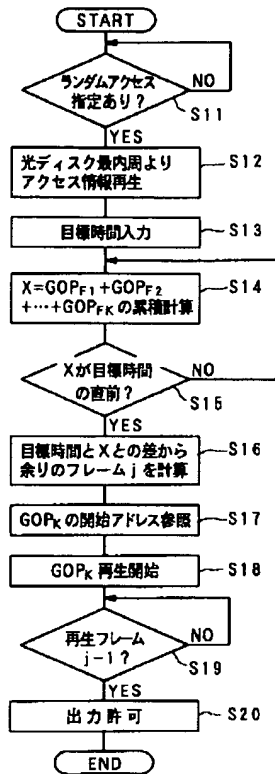 START
ランダムアクセス
指定あり?
NO
S11
YES
光ディスク最内周より
アクセス情報再生
S12
目標時間入力
S13
X=GOPF1+GOPF2
+…+GOPFKの累積計算
S14
Xが目標時間
の直前?
NO
S15
YES
目標時間とXとの差から
余りのフレームjを計算
S16
GOPKの開始アドレス参照
S17
GOPK再生開始
S18
再生フレーム
j-1?
NO
S19
YES
出力許可
S20
END